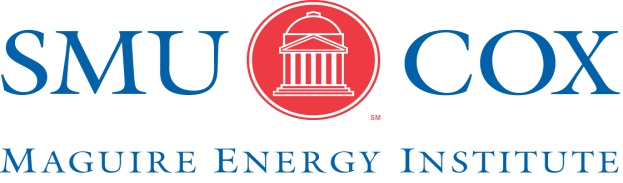 SMU COX
SM
MAGUIRE ENERGY INSTITUTE